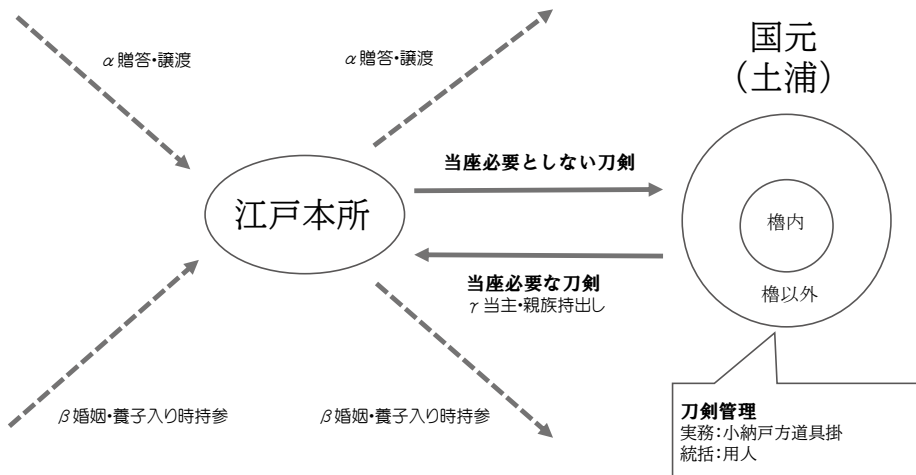 α贈答・譲渡
α贈答・譲渡
国元
(土浦)
当座必要としない刀剣
江戸本所
櫓内
当座必要な刀剣
γ当主・親族持出し
櫓以外
β婚姻・養子入り時持参
β婚姻・養子入り時持参
刀剣管理
実務:小納戸方道具掛
統括:用人